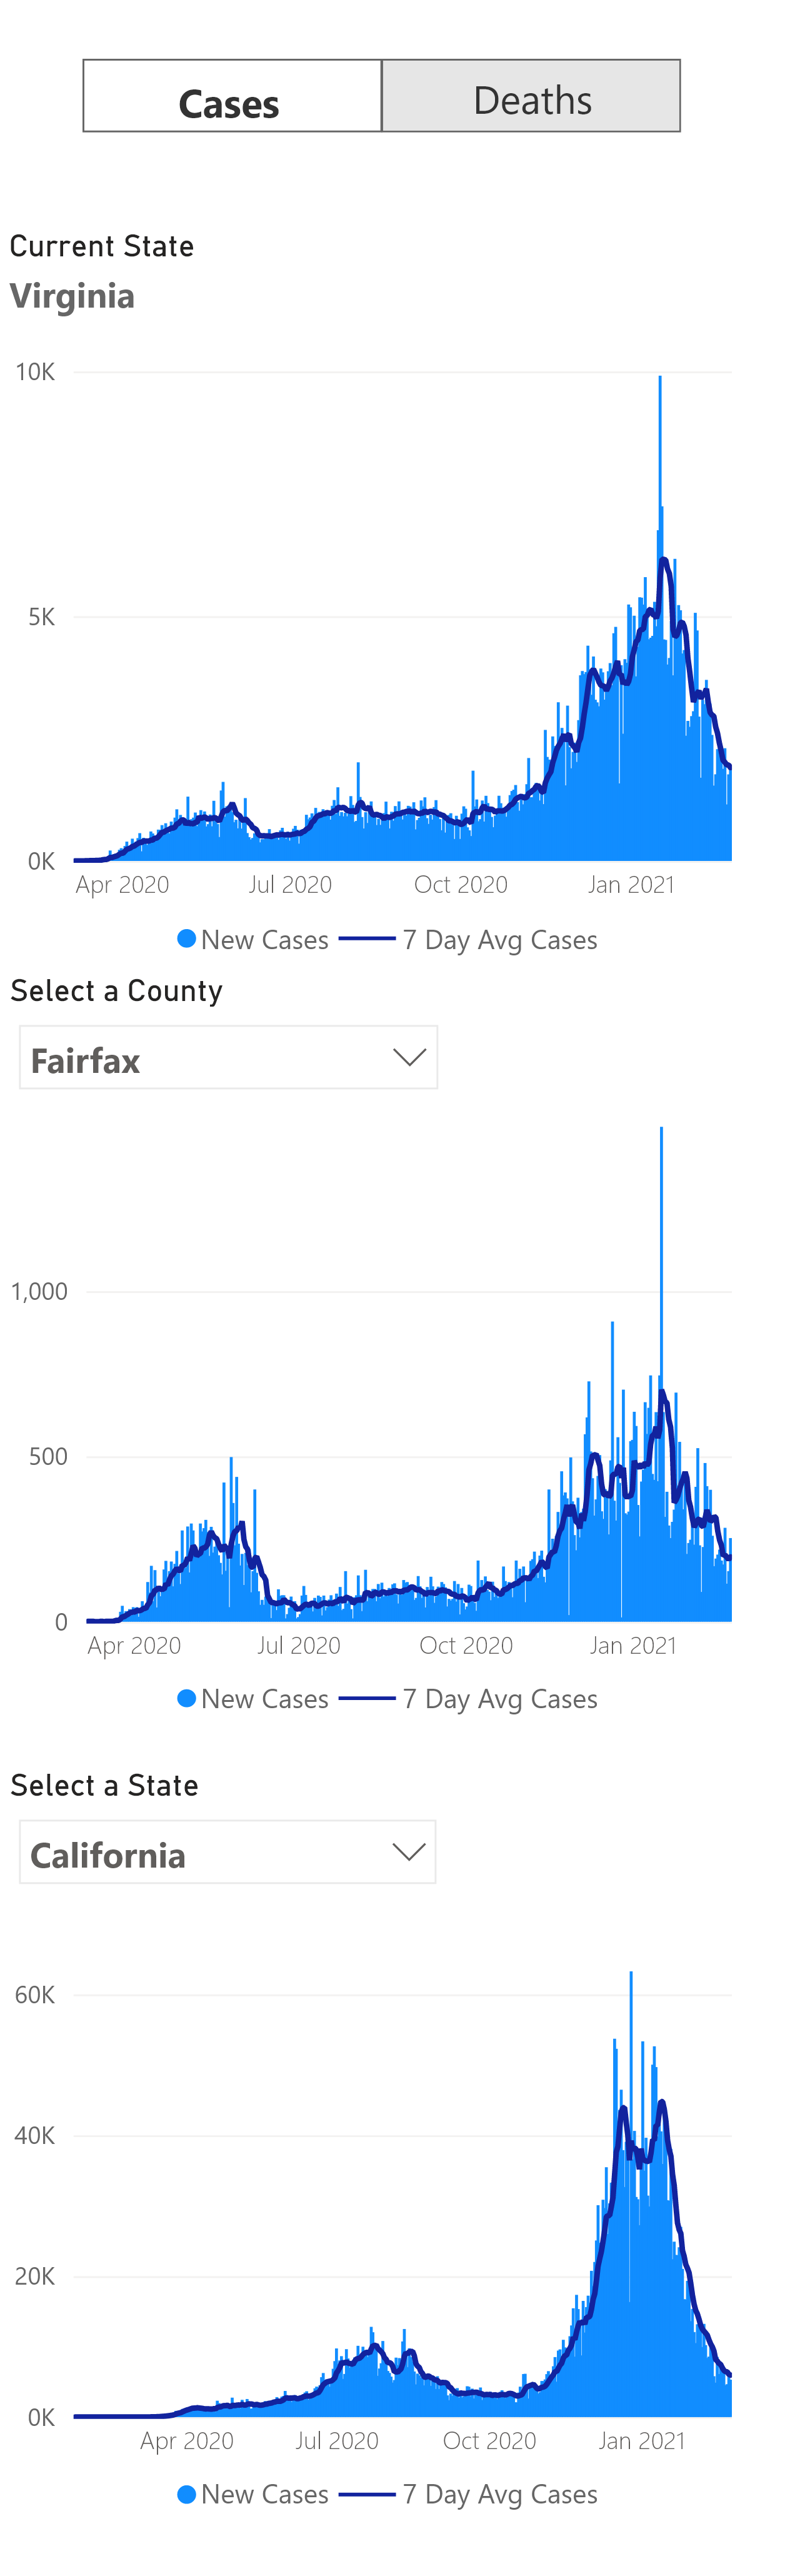 Cases Deaths
Current State
Virginia
10K
5K
0K
Apr 2020 Jul 2020 Oct 2020 Jan 2021
New Cases 7 Day Avg Cases
Select a County
Fairfax
1,000
500
0
Apr 2020 Jul 2020 Oct 2020 Jan 2021
New Cases 7 Day Avg Cases
Select a State
California
60K
40K
20K
0K
Apr 2020 Jul 2020 Oct 2020 Jan 2021
New Cases 7 Day Avg Cases